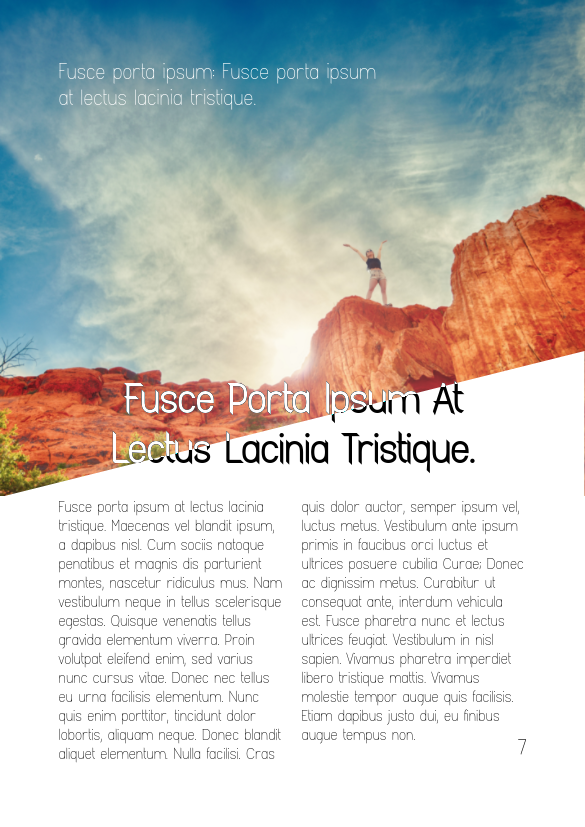 Fusce porta ipsum: Fusce porta ipsum
at lectus lacinia tristique.
Fusce Porta Ipsum At
Lectus Lacinia Tristique.
Fusce porta ipsum at lectus lacinia
tristique. Maecenas vel blandit ipsum,
a dapibus nisl. Cum sociis natoque
penatibus et magnis dis parturient
montes, nascetur ridiculus mus. Nam
vestibulum neque in tellus scelerisque
egestas. Quisque venenatis tellus
gravida elementum viverra. Proin
volutpat eleifend enim, sed varius
nunc cursus vitae. Donec nec tellus
eu urna facilisis elementum. Nunc
quis enim porttitor, tincidunt dolor
lobortis, aliquam neque. Donec blandit
aliquet elementum. Nulla facilisi. Cras
quis dolor auctor, semper ipsum vel,
luctus metus. Vestibulum ante ipsum
primis in faucibus orci luctus et
ultrices posuere cubilia Curae; Donec
ac dignissim metus. Curabitur ut
consequat ante, interdum vehicula
est. Fusce pharetra nunc et lectus
ultrices feugiat. Vestibulum in nisl
sapien. Vivamus pharetra imperdiet
libero tristique mattis. Vivamus
molestie tempor augue quis facilisis.
Etiam dapibus justo dui, eu finibus
augue tempus non.
7